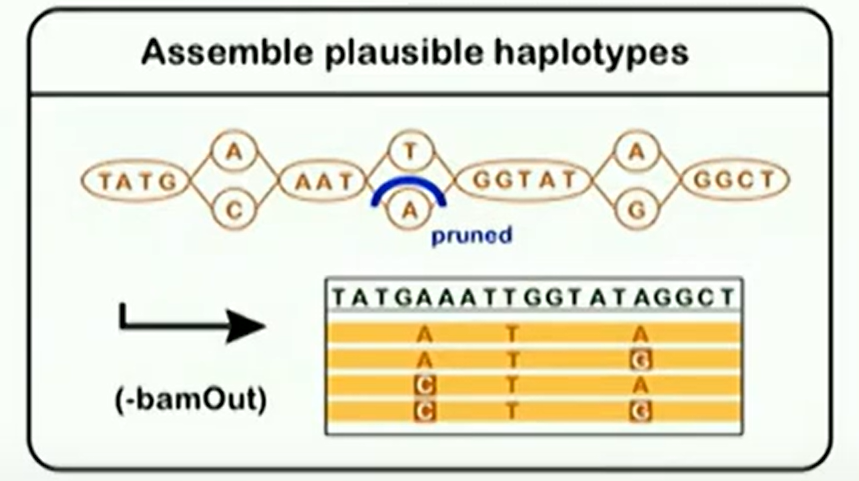 Assemble plausible haplotypes
A T A
TATG AAT GGTAT GGCT
C A G
pruned
TATGAAATTGGTATAGGCT
A T A
A T G
C T A
(-bamOut)
C T G